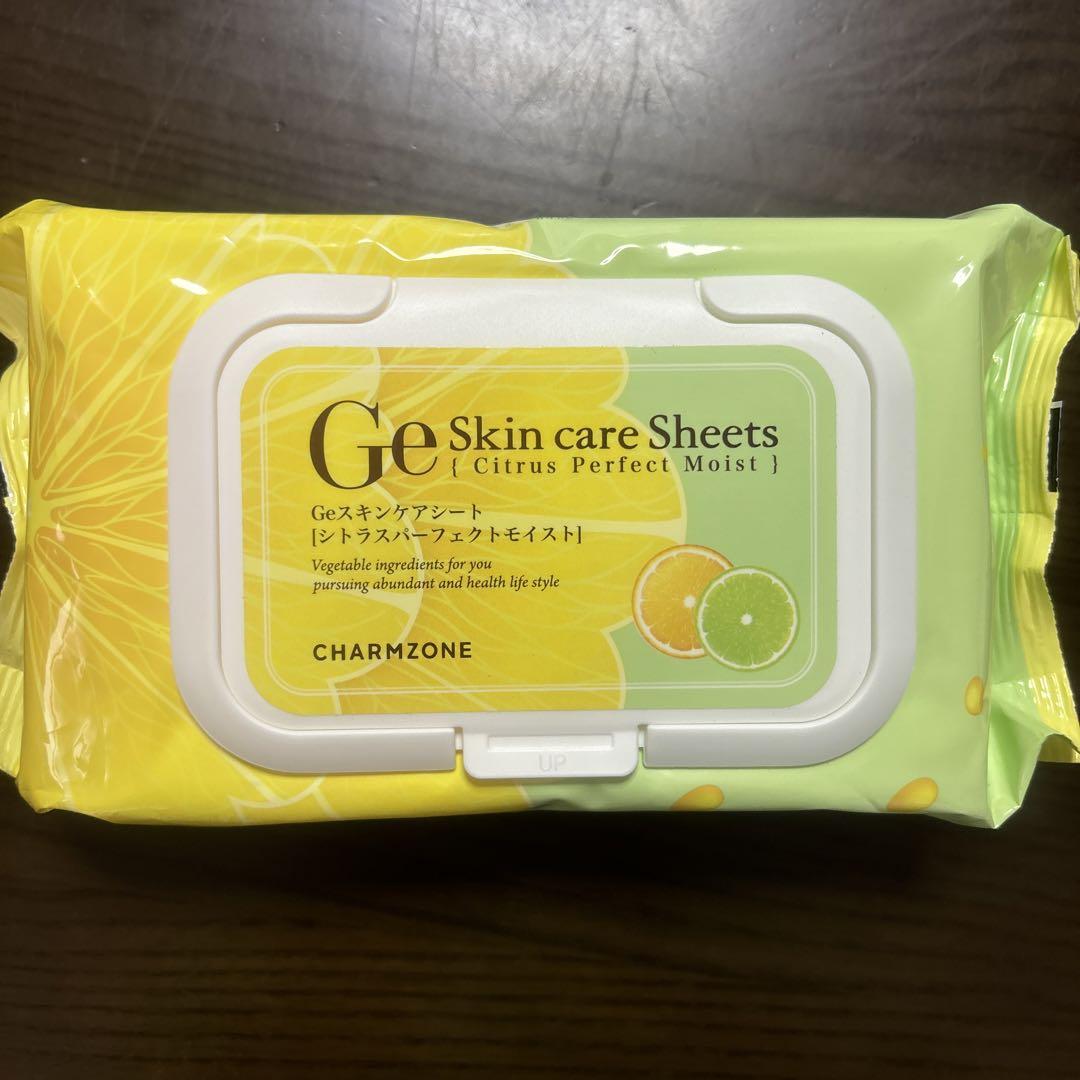 Ge Skin care Sheets
{ Citrus Perfect Moist }
Geスキンケアシート
[シトラスパーフェクトモイスト]
Vegetable ingredients for you
pursuing abundant and health life style
CHARMZONE
UP